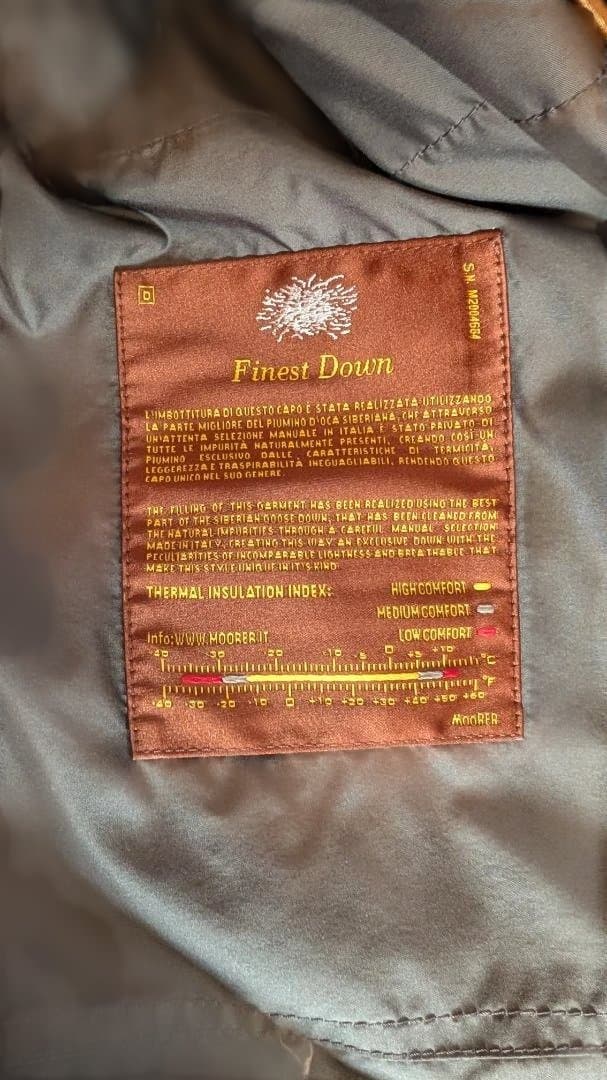 D
S.N. M2004684
Finest Down
L'IMBOTTITURA DI QUESTO CAPO È STATA REALIZZATA UTILIZZANDO
LA PARTE MIGLIORE DEL PIUMINO D'OCA SIBERIANA, CHE ATTRAVERSO
UN'ATTENTA SELEZIONE MANUALE IN ITALIA È STATO PRIVATO DI
TUTTE LE IMPURITÀ NATURALMENTE PRESENTI, CREANDO COSÌ UN
PIUMINO ESCLUSIVO DALLE CARATTERISTICHE DI TERMICITÀ,
LEGGEREZZA E TRASPIRABILITÀ INEGUAGLIABILI, RENDENDO QUESTO
CAPO UNICO NEL SUO GENERE.
THE FILLING OF THIS GARMENT HAS BEEN REALIZED USING THE BEST
PART OF THE SIBERIAN GOOSE DOWN, THAT HAS BEEN CLEANED FROM
THE NATURAL IMPURITIES THROUGH A CAREFUL MANUAL SELECTION
MADE IN ITALY, CREATING THIS WAY AN EXCLUSIVE DOWN WITH THE
PECULIARITIES OF INCOMPARABLE LIGHTNESS AND BREATHABLE THAT
MAKE THIS STYLE UNIQUE IN IT'S KIND
THERMAL INSULATION INDEX: HIGH COMFORT
MEDIUM COMFORT
Info: WWW.MOORER.IT LOW COMFORT
-40 -30 -20 -10 -5 0 +5 +10 °C
-40 -30 -20 -10 0 +10 +20 +30 +40 +50 +60 °F
MOORER